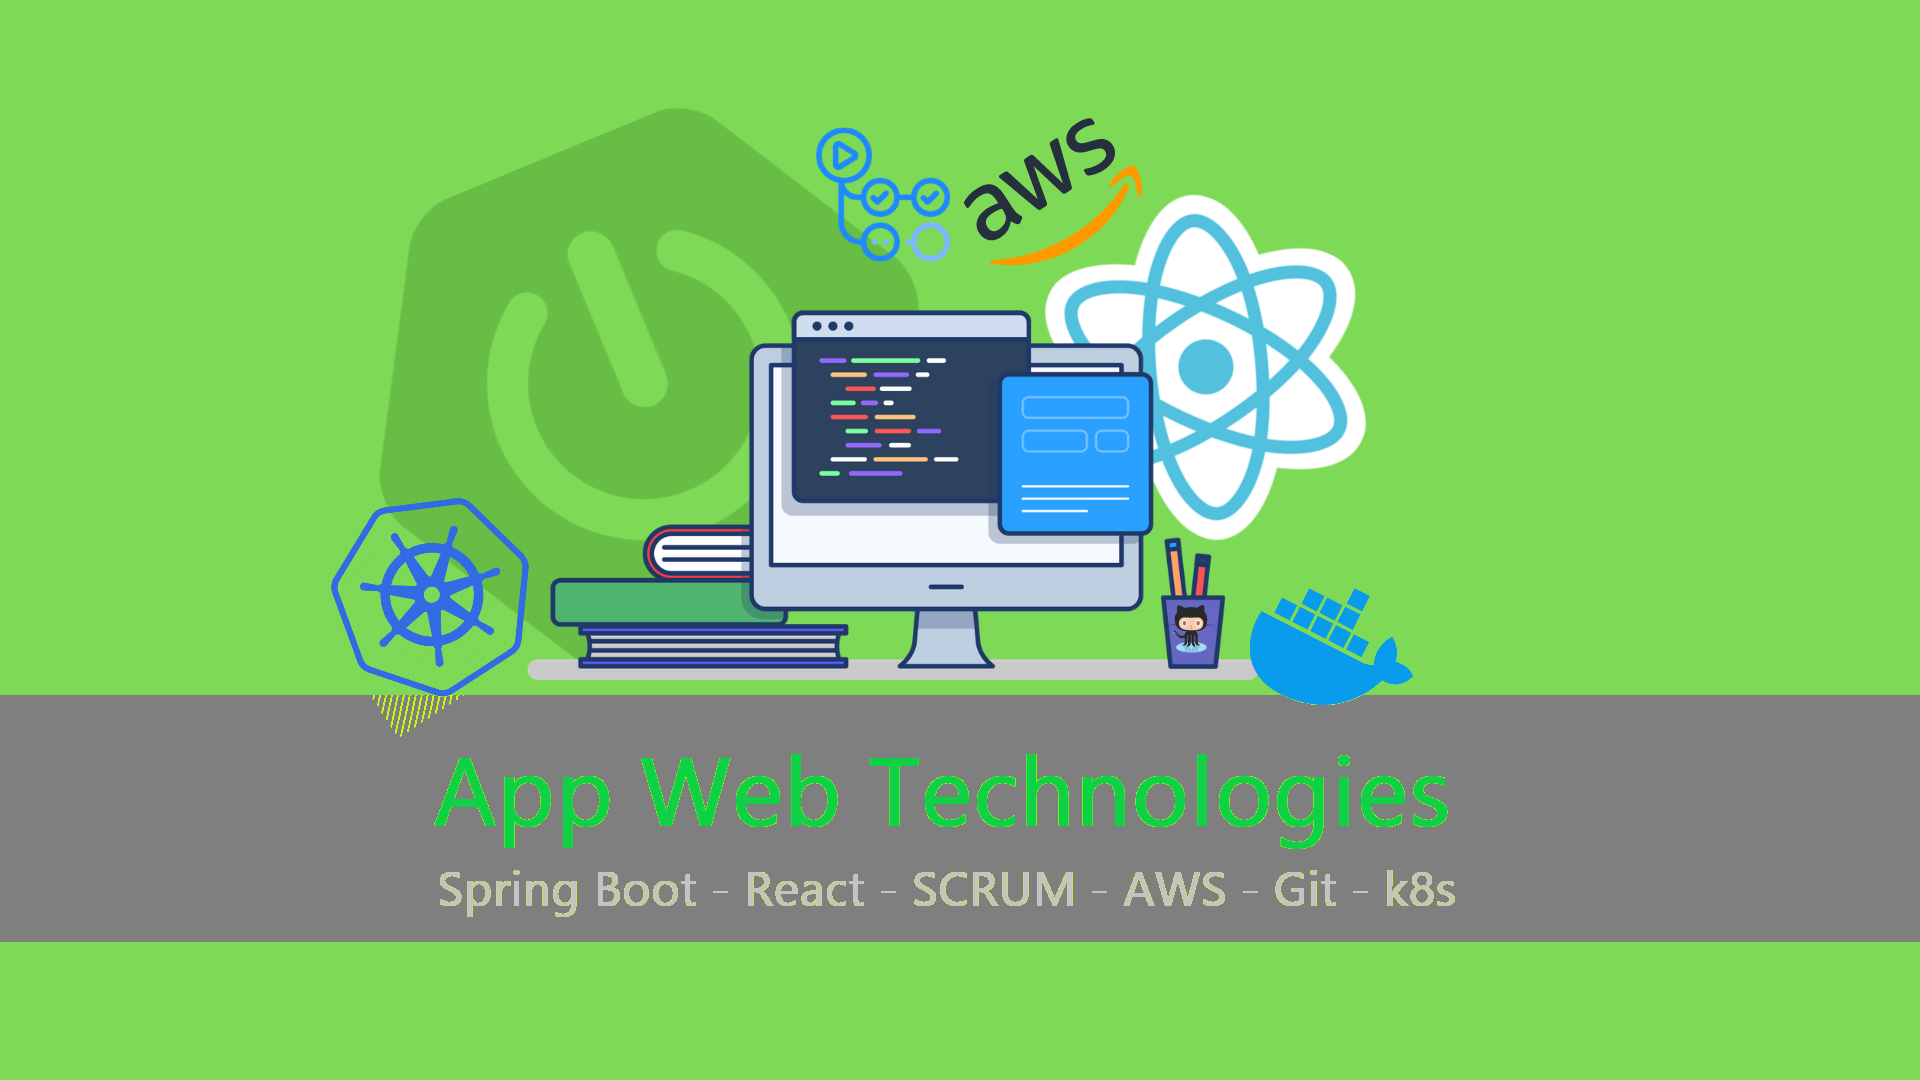 aws
App Web Technologies
Spring Boot - React - SCRUM - AWS - Git - k8s